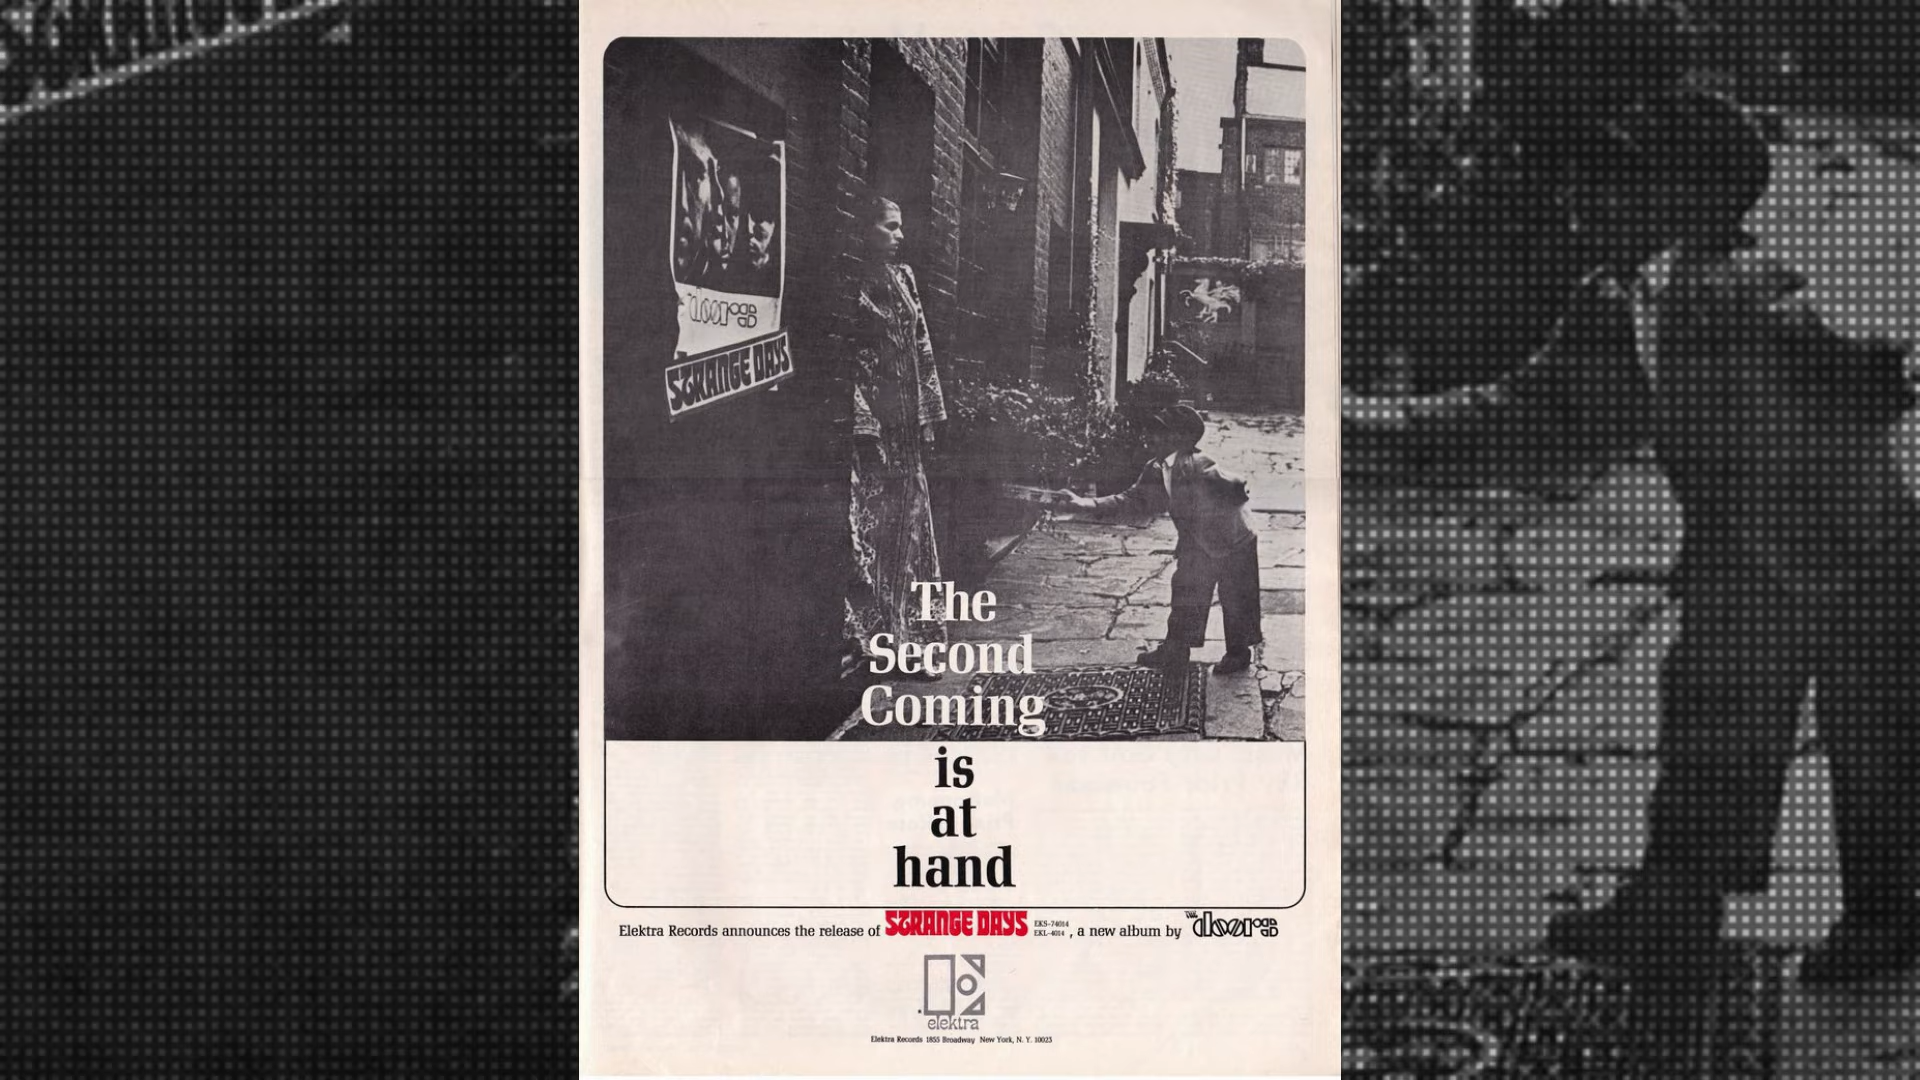 doors
STRANGE DAYS
The
Second
Coming
is
at
hand
Elektra Records announces the release of STRANGE DAYS EKS-74014 EKL-4014, a new album by THE doors
elektra
Elektra Records 1855 Broadway New York, N. Y. 10023